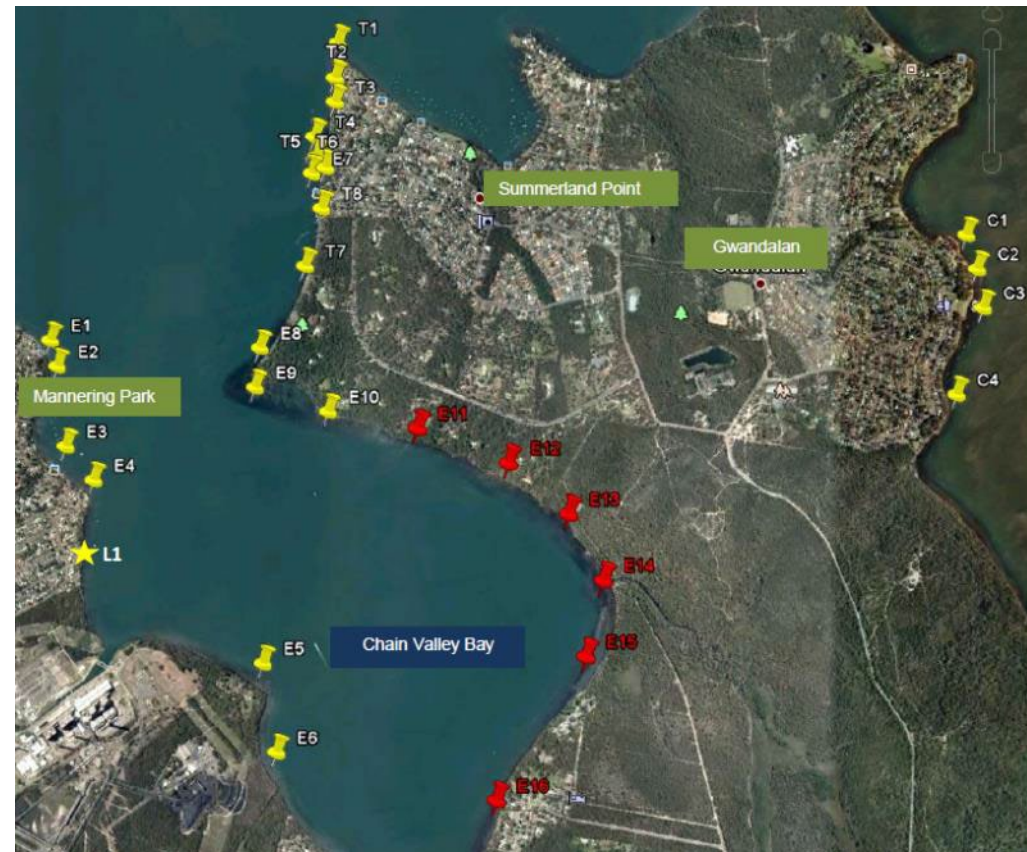 T1
T2
T3
T4
T5 T6
E7
T8
Summerland Point
T7
Gwandalan
Gwandalan
C1
C2
C3
C4
E1
E2
Mannering Park
E3
E4
L1
E8
E9
E10
E11
E12
E13
E14
E15
Chain Valley Bay
E5
E6
E16